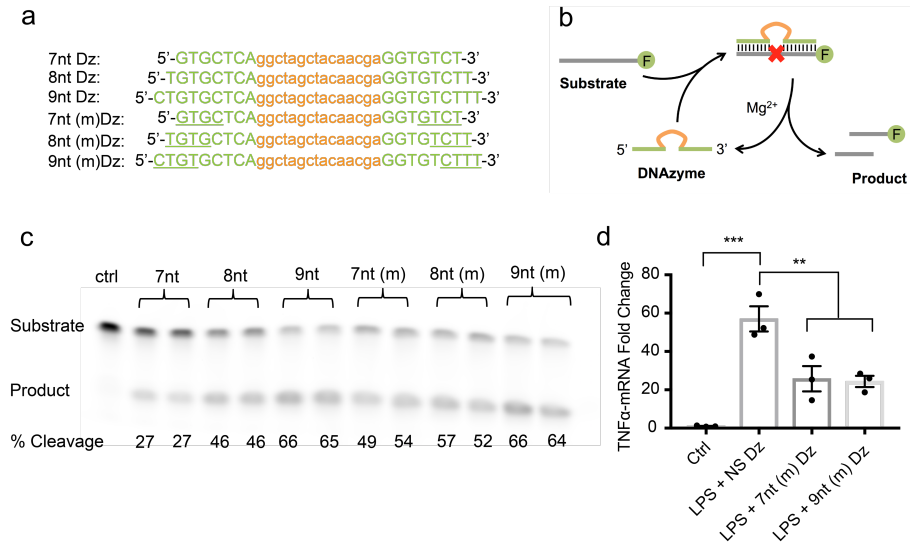 a
7nt Dz: 5'-GTGCTCAggctagctacaacgaGGTGTCT-3'
8nt Dz: 5'-TGTGCTCAggctagctacaacgaGGTGTCTT-3'
9nt Dz: 5'-CTGTGCTCAggctagctacaacgaGGTGTCTTT-3'
7nt (m)Dz: 5'-GTGCTCAggctagctacaacgaGGTGTCT-3'
8nt (m)Dz: 5'-TGTGCTCAggctagctacaacgaGGTGTCTT-3'
9nt (m)Dz: 5'-CTGTGCTCAggctagctacaacgaGGTGTCTTT-3'
b
F
Substrate
F
Mg2+
5' 3'
DNAzyme
F
Product
c
ctrl 7nt 8nt 9nt 7nt (m) 8nt (m) 9nt (m)
Substrate
Product
% Cleavage 27 27 46 46 66 65 49 54 57 52 66 64
d
***
**
TNFα-mRNA Fold Change
80
60
40
20
0
Ctrl
LPS + NS Dz
LPS + 7nt (m) Dz
LPS + 9nt (m) Dz